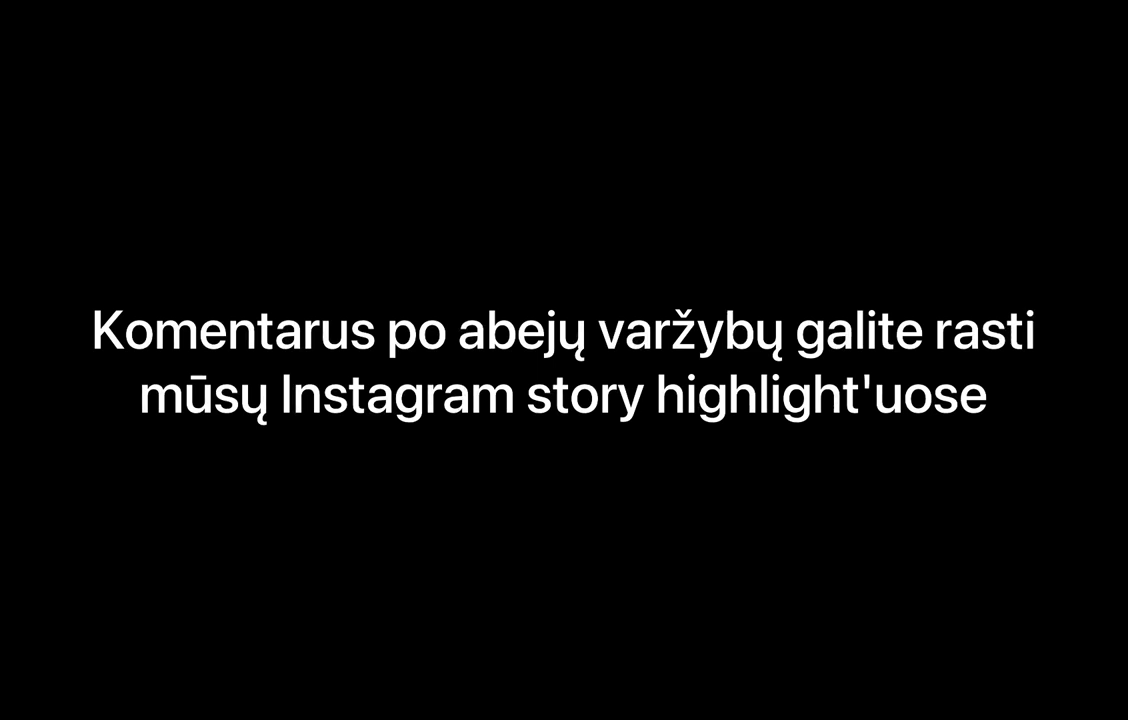 Komentarus po abejų varžybų galite rasti
mūsų Instagram story highlight'uose